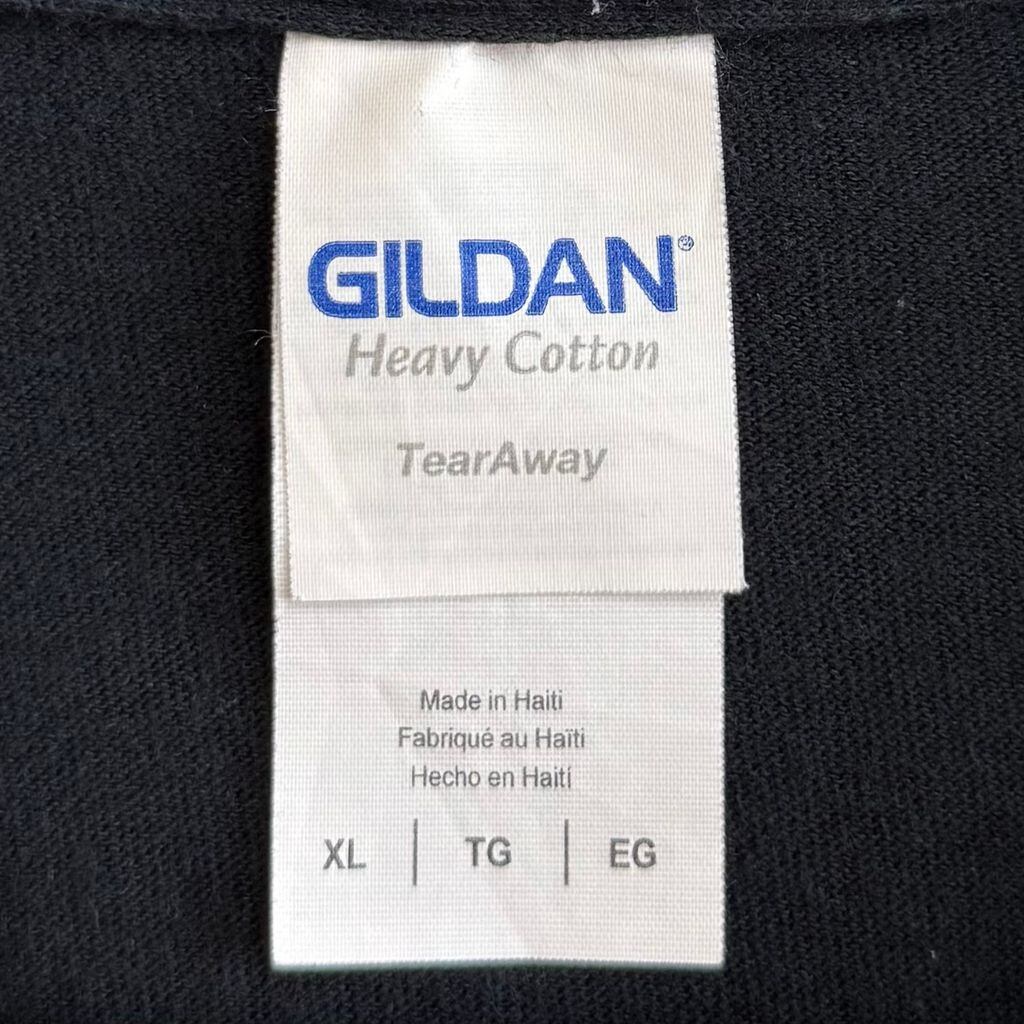 GILDAN®
Heavy Cotton
TearAway
Made in Haiti
Fabriqué au Haïti
Hecho en Haití
XL | TG | EG